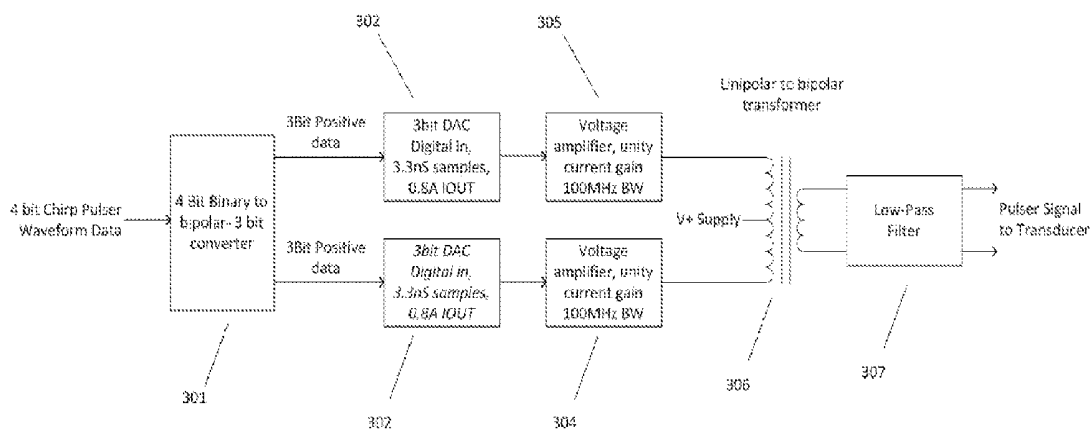 302
305
Unipolar to bipolar
transformer
3Bit Positive
data
3bit DAC
Digital in,
3.3nS samples,
0.8A IOUT
Voltage
amplifier, unity
current gain
100MHz BW
4 bit Chirp Pulser
Waveform Data
4 Bit Binary to
bipolar- 3 bit
converter
V+ Supply
Low-Pass
Filter
Pulser Signal
to Transducer
3Bit Positive
data
3bit DAC
Digital in,
3.3nS samples,
0.8A IOUT
Voltage
amplifier, unity
current gain
100MHz BW
301
302
304
306
307